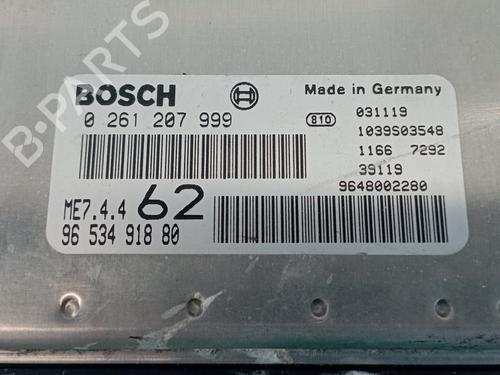 BOSCH
Made in Germany
0 261 207 999
810
031119
1039S03548
1166 7292
39119
9648002280
ME7.4.4 62
96 534 918 80
B-PARTS